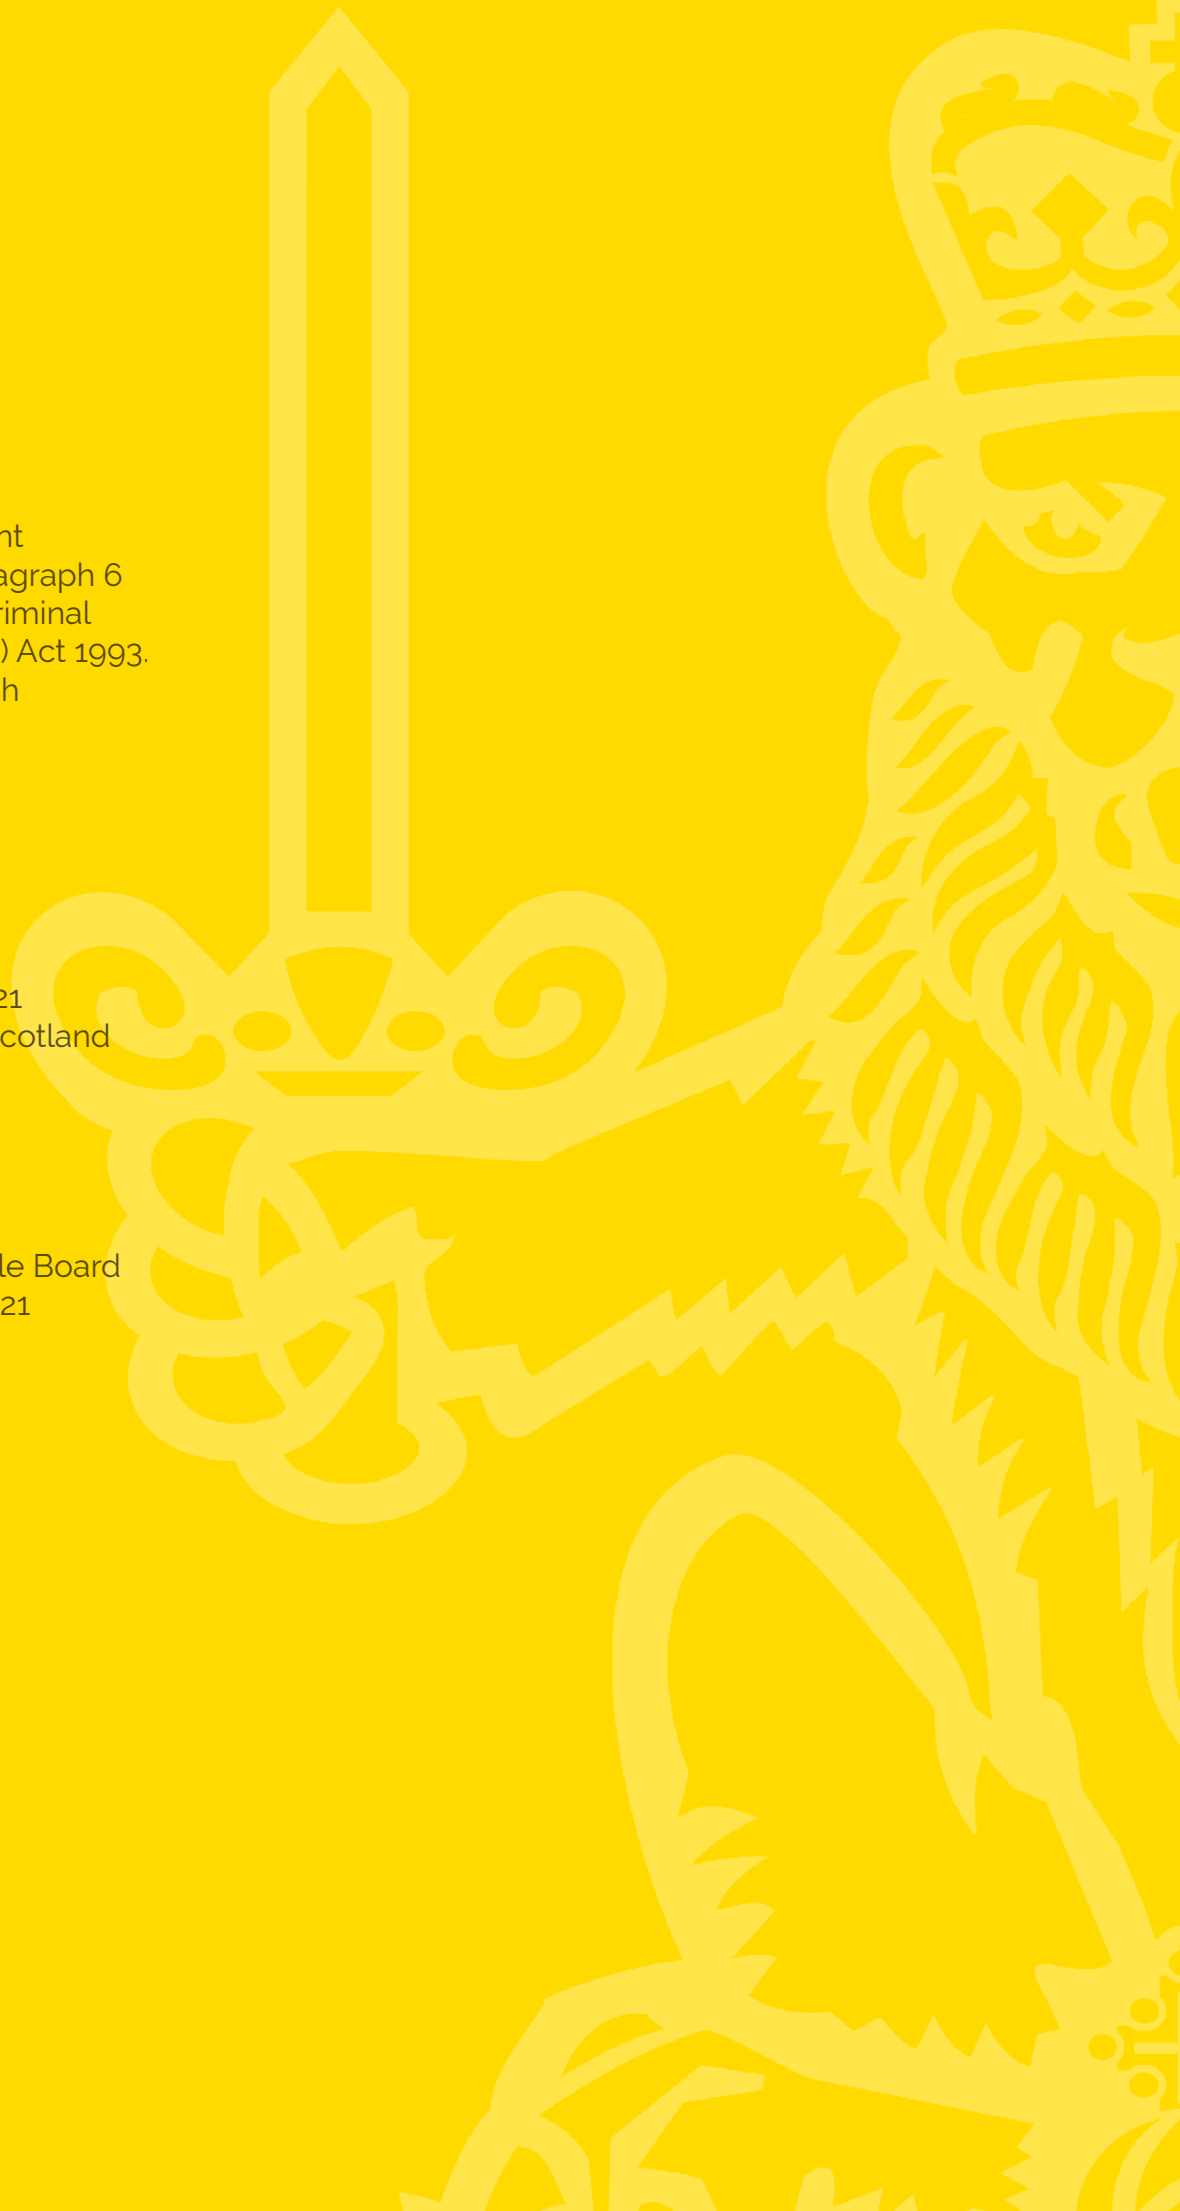 nt
agraph 6
riminal
) Act 1993.
h
21
cotland
le Board
21